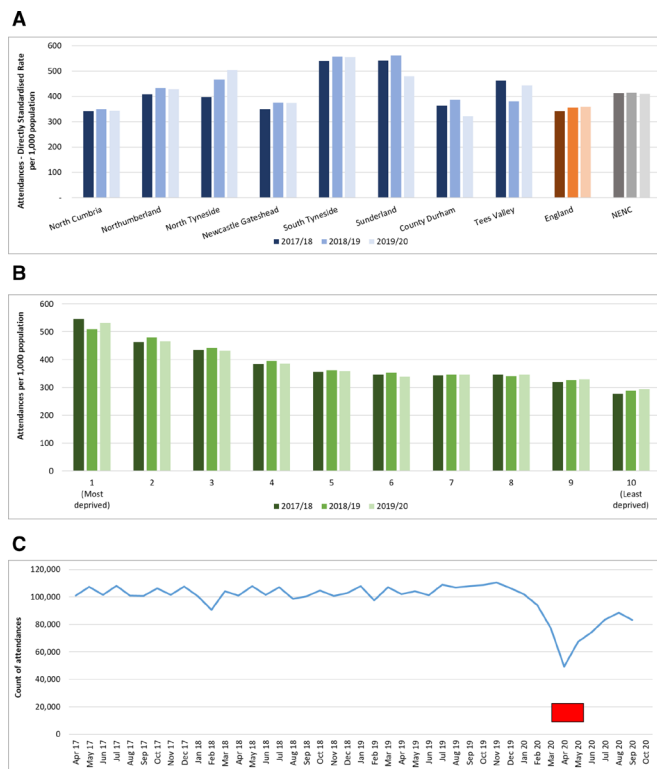 A
Attendances - Directly Standardised Rate
per 1,000 population
600
500
400
300
200
100
-
North Cumbria
Northumberland
North Tyneside
Newcastle Gateshead
South Tyneside
Sunderland
County Durham
Tees Valley
England
NENC
2017/18 2018/19 2019/20
B
Attendances per 1,000 population
600
500
400
300
200
100
0
1 2 3 4 5 6 7 8 9 10
(Most deprived) (Least deprived)
2017/18 2018/19 2019/20
C
Count of attendances
120,000
100,000
80,000
60,000
40,000
20,000
0
Apr 17
May 17
Jun 17
Jul 17
Aug 17
Sep 17
Oct 17
Nov 17
Dec 17
Jan 18
Feb 18
Mar 18
Apr 18
May 18
Jun 18
Jul 18
Aug 18
Sep 18
Oct 18
Nov 18
Dec 18
Jan 19
Feb 19
Mar 19
Apr 19
May 19
Jun 19
Jul 19
Aug 19
Sep 19
Oct 19
Nov 19
Dec 19
Jan 20
Feb 20
Mar 20
Apr 20
May 20
Jun 20
Jul 20
Aug 20
Sep 20
Oct 20